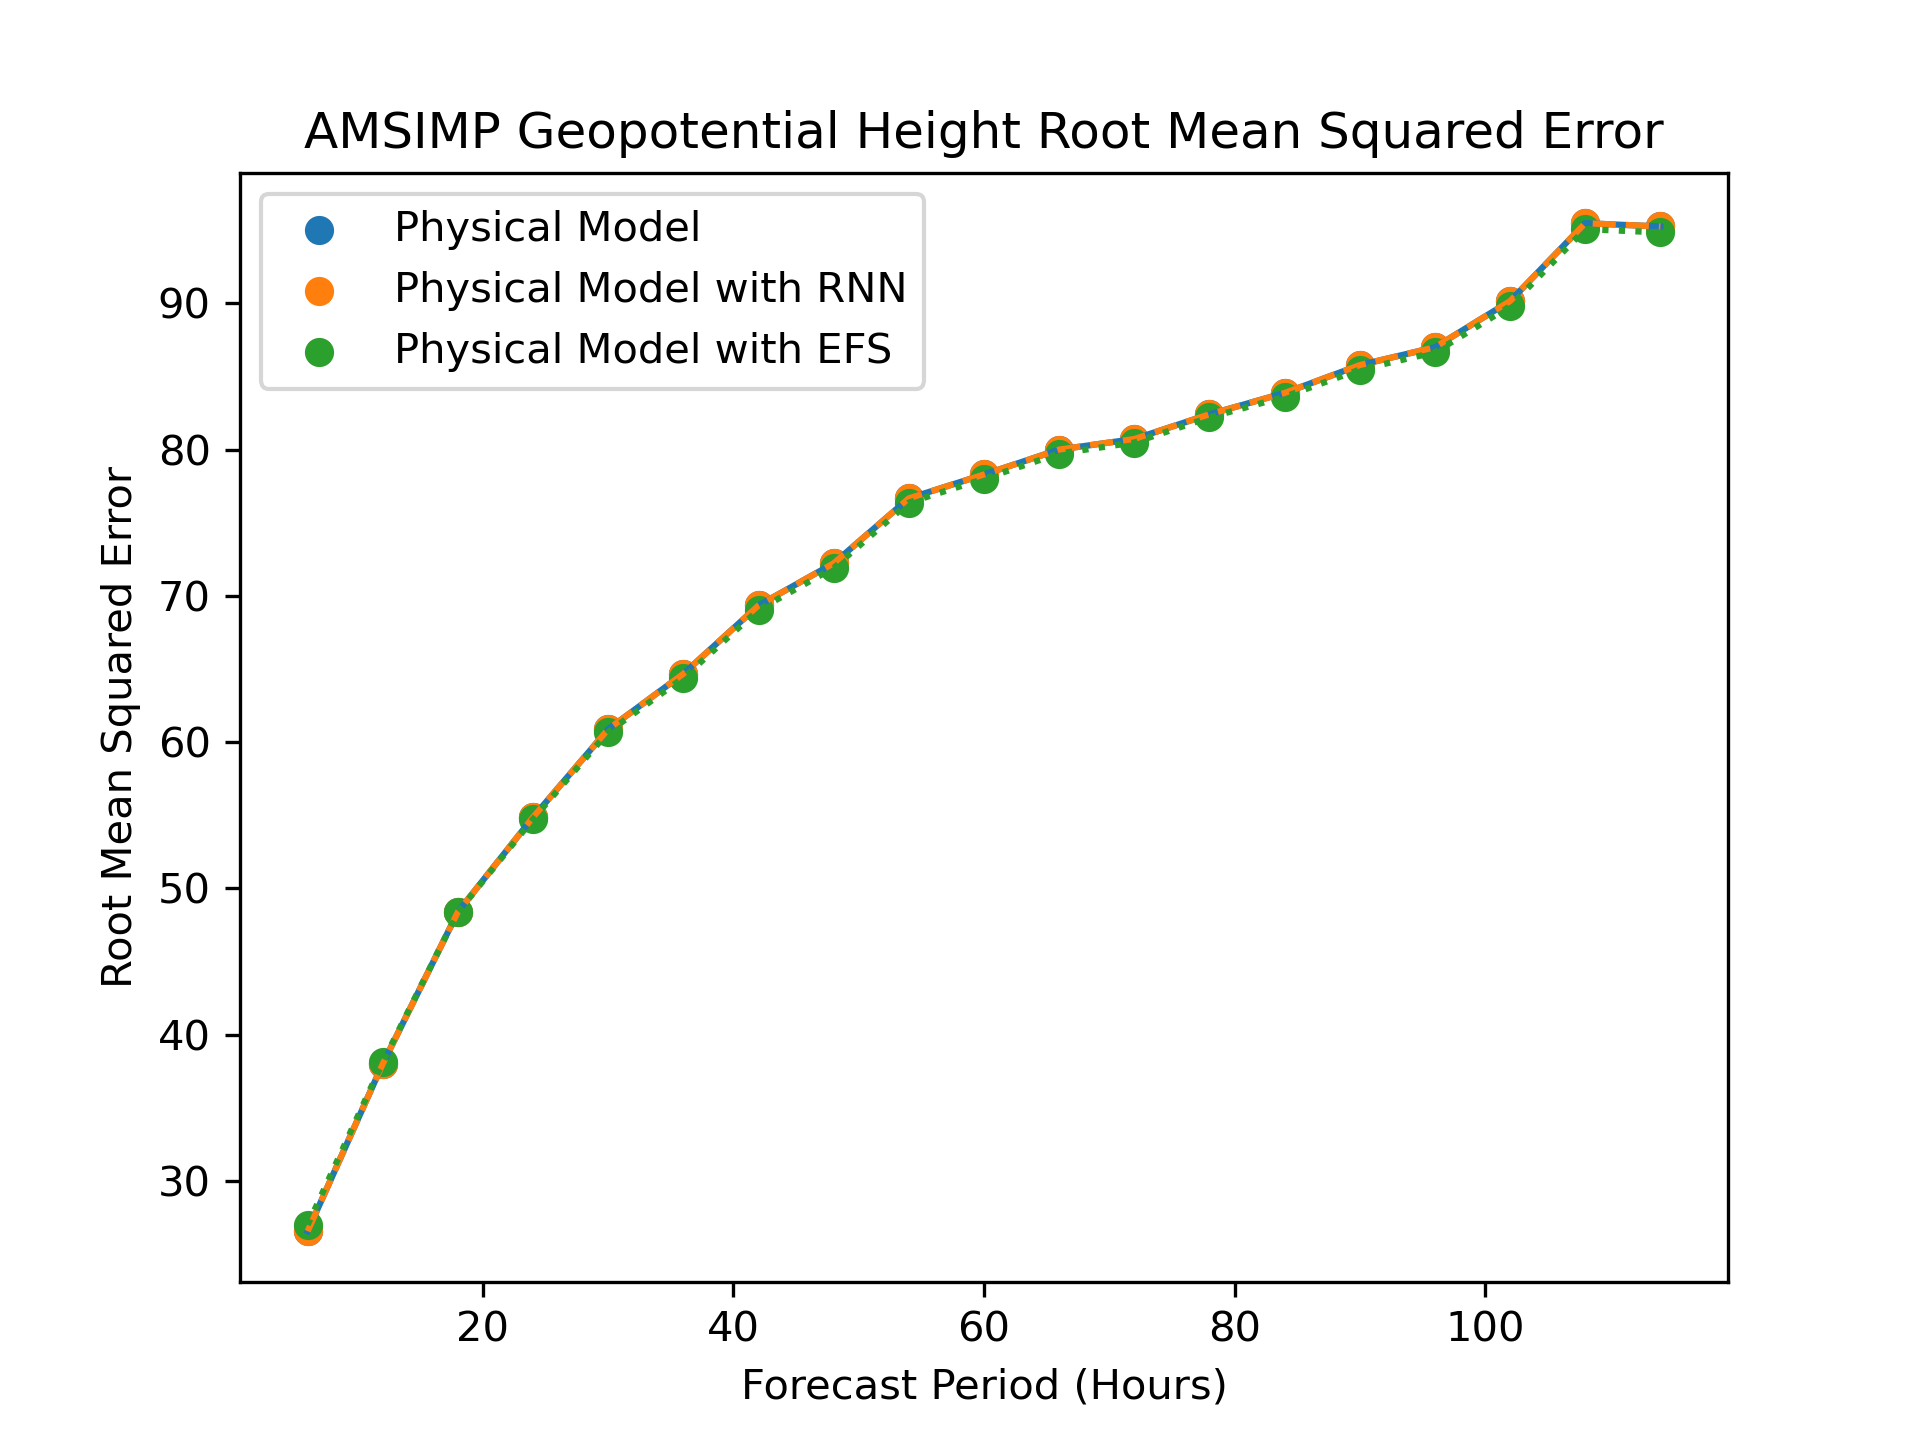 AMSIMP Geopotential Height Root Mean Squared Error
Physical Model
Physical Model with RNN
Physical Model with EFS
Root Mean Squared Error
90
80
70
60
50
40
30
20
40
60
80
100
Forecast Period (Hours)